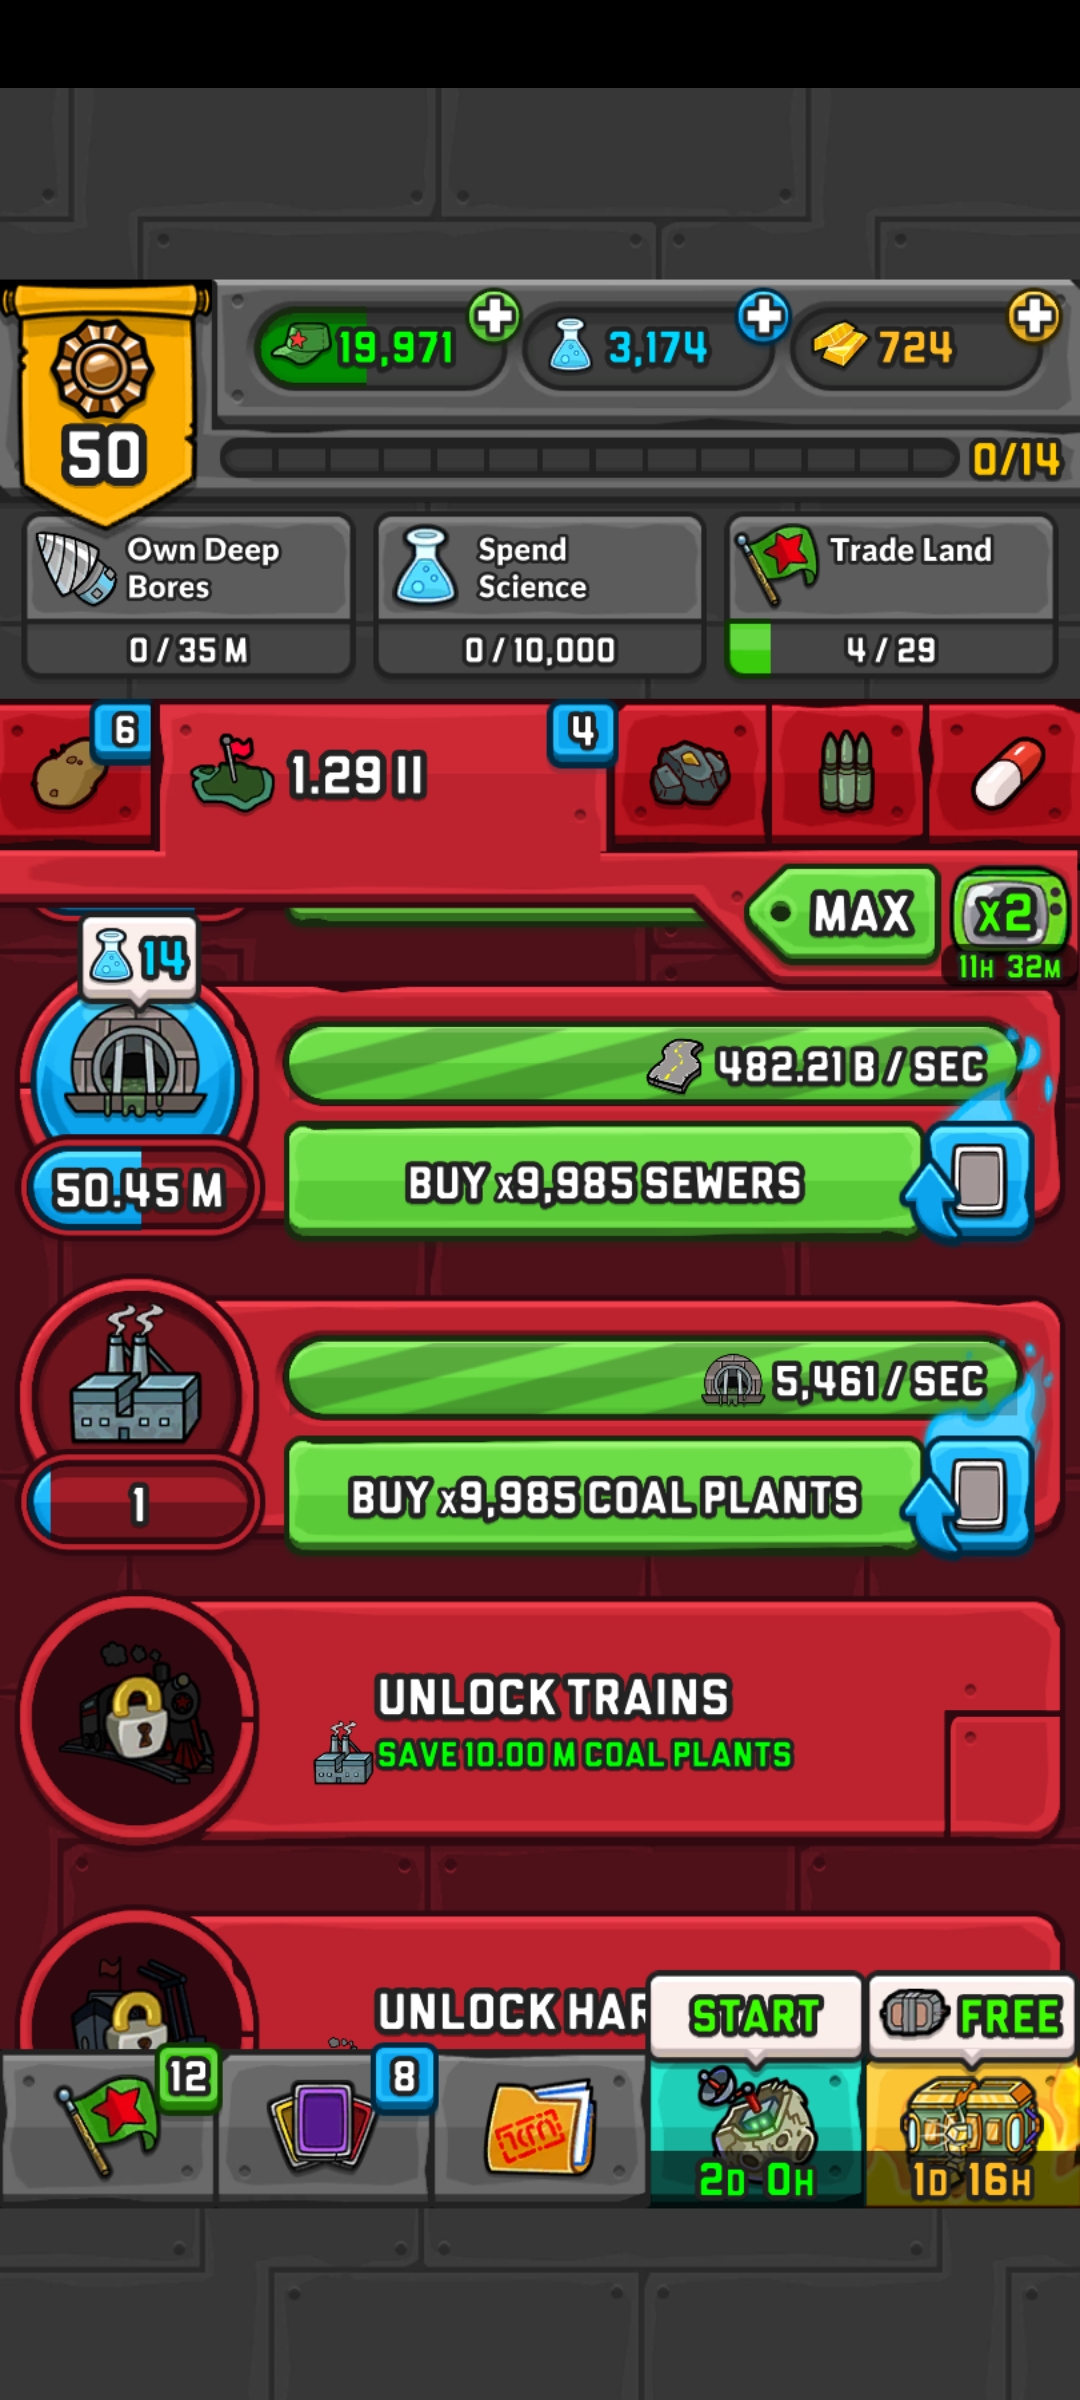 19,971
3,174
724
50
0/14
Own Deep Bores
0 / 35 M
Spend Science
0 / 10,000
Trade Land
4 / 29
6
1.29 II
4
MAX
x2
11H 32M
14
482.21 B / SEC
50.45 M
BUY x9,985 SEWERS
5,461 / SEC
1
BUY x9,985 COAL PLANTS
UNLOCK TRAINS
SAVE 10.00 M COAL PLANTS
UNLOCK HAR
START
FREE
12
8
2D 0H
1D 16H